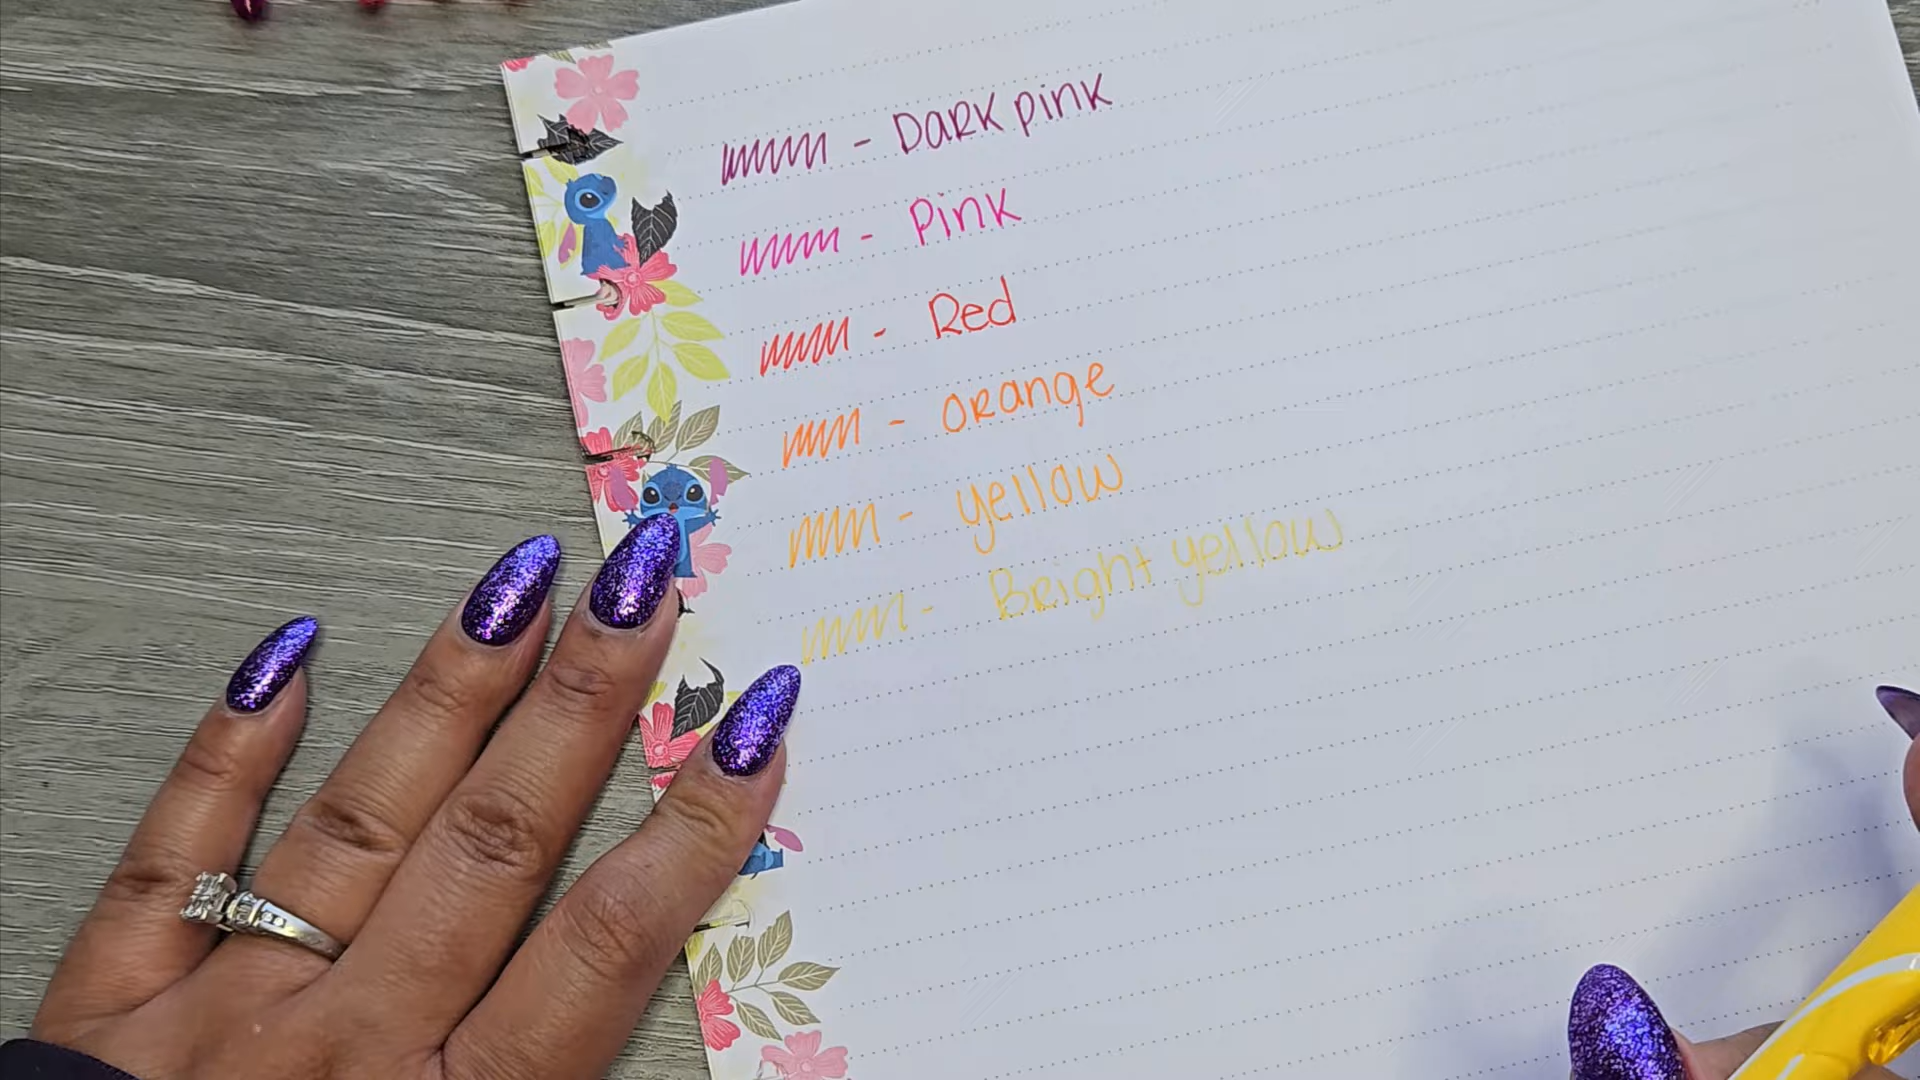 - Dark pink
- Pink
- Red
- orange
- yellow
- Bright yellow